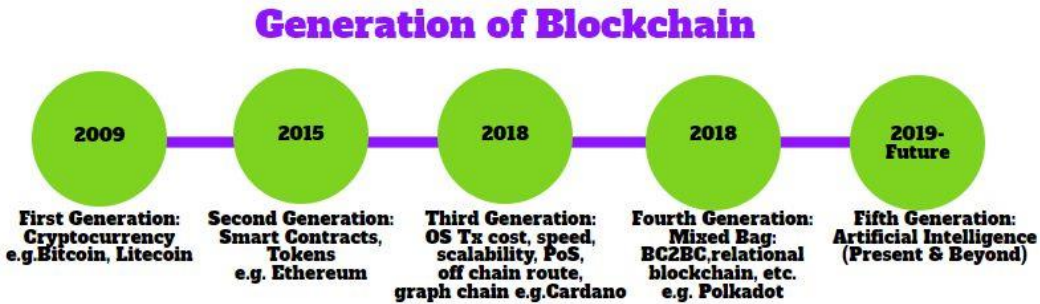 Generation of Blockchain
2009
2015
2018
2018
2019-
Future
First Generation:
Cryptocurrency
e.g.Bitcoin, Litecoin
Second Generation:
Smart Contracts,
Tokens
e.g. Ethereum
Third Generation:
OS Tx cost, speed,
scalability, PoS,
off chain route,
graph chain e.g.Cardano
Fourth Generation:
Mixed Bag:
BC2BC,relational
blockchain, etc.
e.g. Polkadot
Fifth Generation:
Artificial Intelligence
(Present & Beyond)